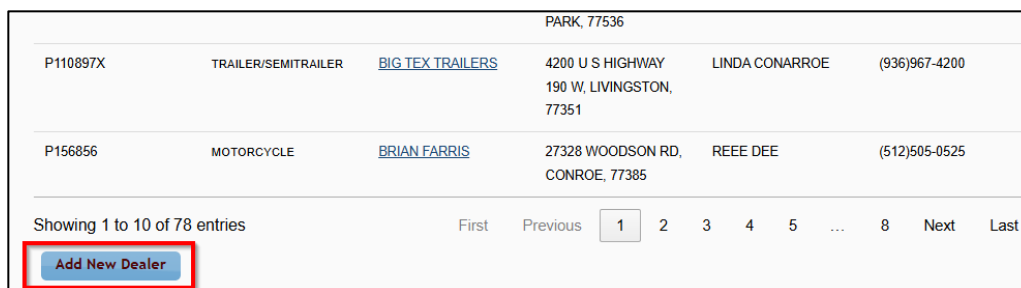 PARK, 77536
P110897X TRAILER/SEMITRAILER BIG TEX TRAILERS 4200 U S HIGHWAY LINDA CONARROE (936)967-4200
190 W, LIVINGSTON,
77351
P156856 MOTORCYCLE BRIAN FARRIS 27328 WOODSON RD, REEE DEE (512)505-0525
CONROE, 77385
Showing 1 to 10 of 78 entries First Previous 1 2 3 4 5 ... 8 Next Last
Add New Dealer